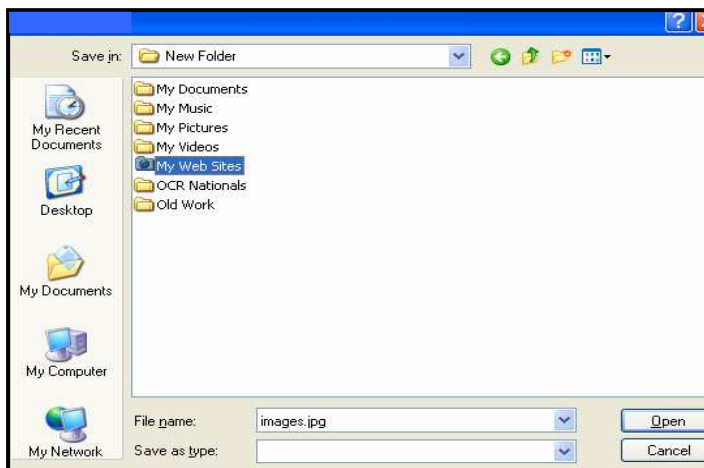 ?
Save in: New Folder
My Recent
Documents
Desktop
My Documents
My Computer
My Network
My Documents
My Music
My Pictures
My Videos
My Web Sites
OCR Nationals
Old Work
File name: images.jpg Open
Save as type: Cancel